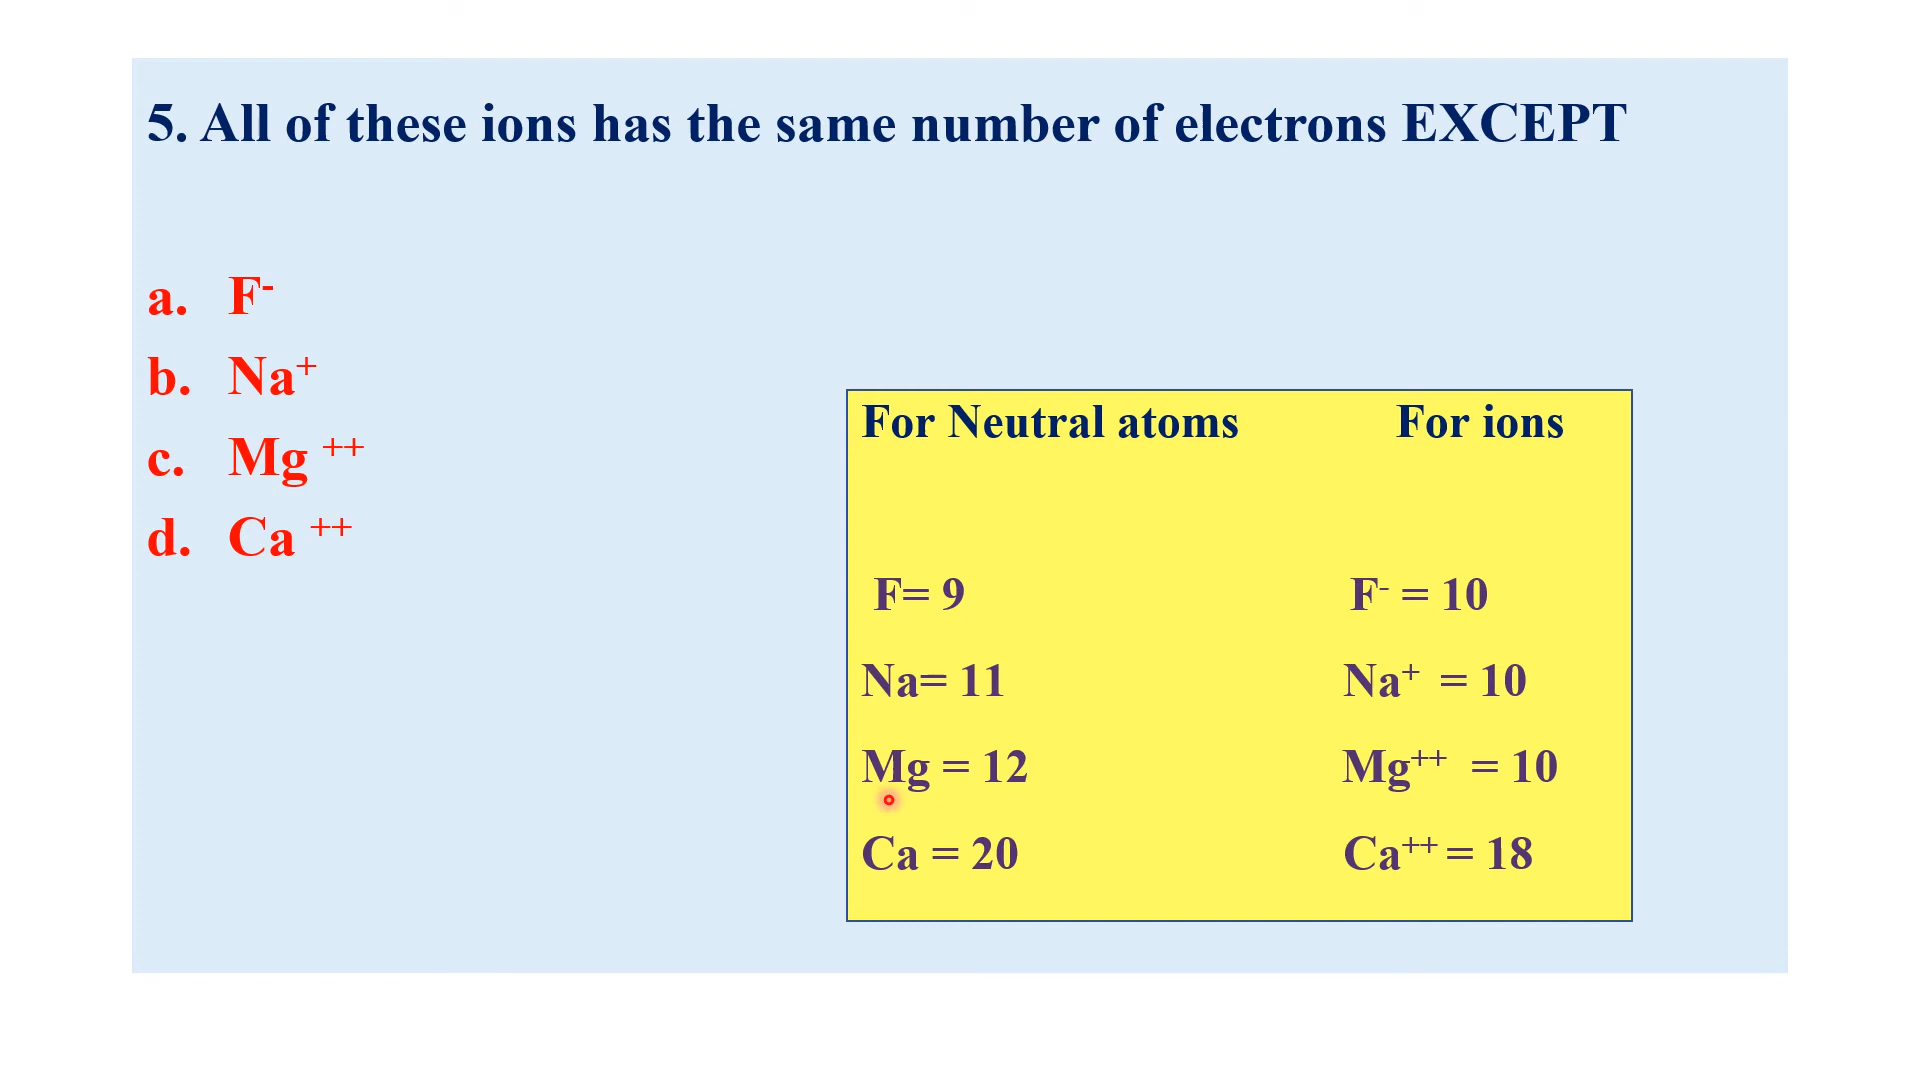 5. All of these ions has the same number of electrons EXCEPT
a. F⁻
b. Na⁺
c. Mg ⁺⁺
d. Ca ⁺⁺
For Neutral atoms For ions
F= 9 F⁻ = 10
Na= 11 Na⁺ = 10
Mg = 12 Mg⁺⁺ = 10
Ca = 20 Ca⁺⁺ = 18